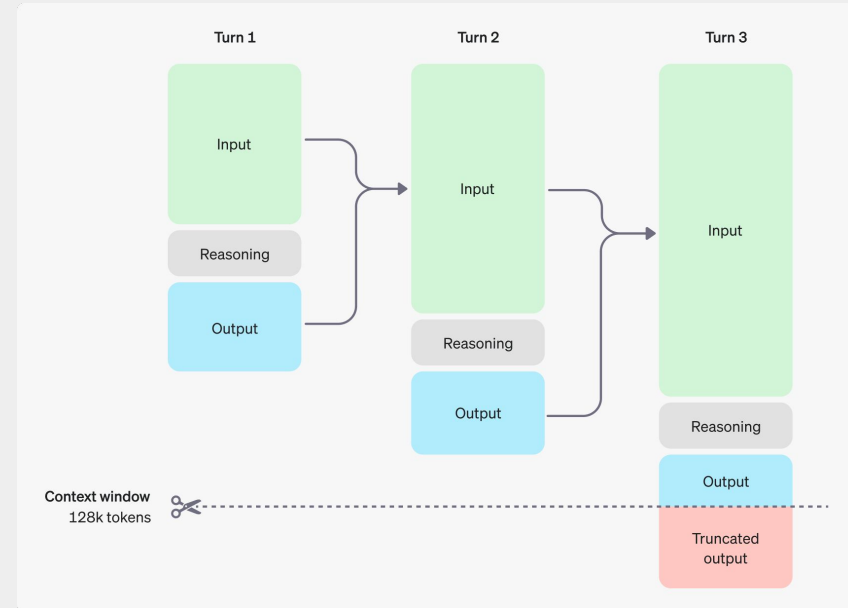 Turn 1
Turn 2
Turn 3
Input
Reasoning
Output
Input
Reasoning
Output
Input
Reasoning
Output
Truncated
output
Context window
128k tokens